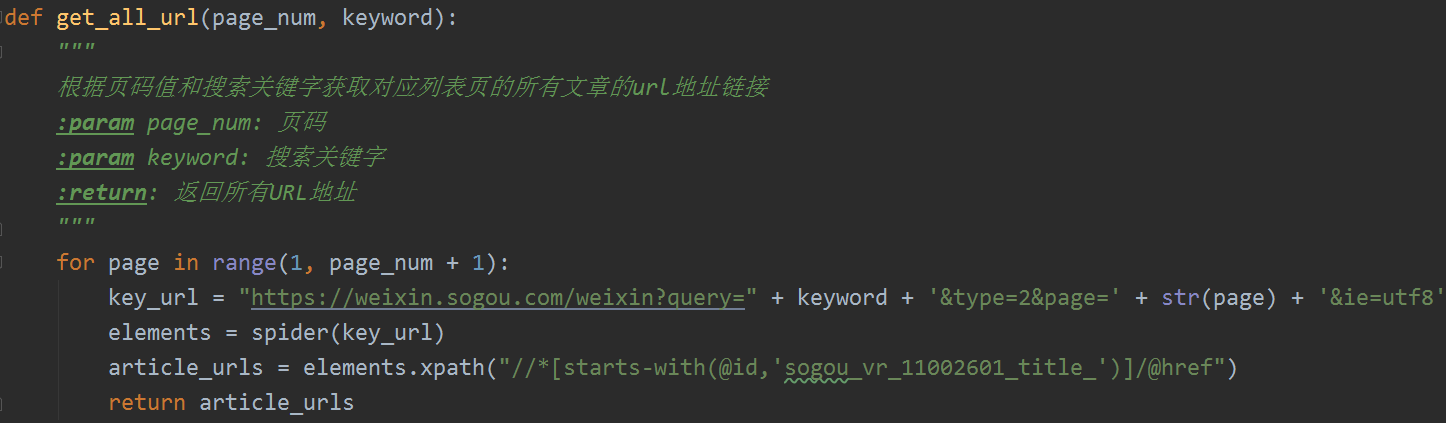 def get_all_url(page_num, keyword):
    """
    根据页码值和搜索关键字获取对应列表页的所有文章的url地址链接
    :param page_num: 页码
    :param keyword: 搜索关键字
    :return: 返回所有URL地址
    """
    for page in range(1, page_num + 1):
        key_url = "https://weixin.sogou.com/weixin?query=" + keyword + '&type=2&page=' + str(page) + '&ie=utf8'
        elements = spider(key_url)
        article_urls = elements.xpath("//*[starts-with(@id,'sogou_vr_11002601_title_')]/@href")
        return article_urls